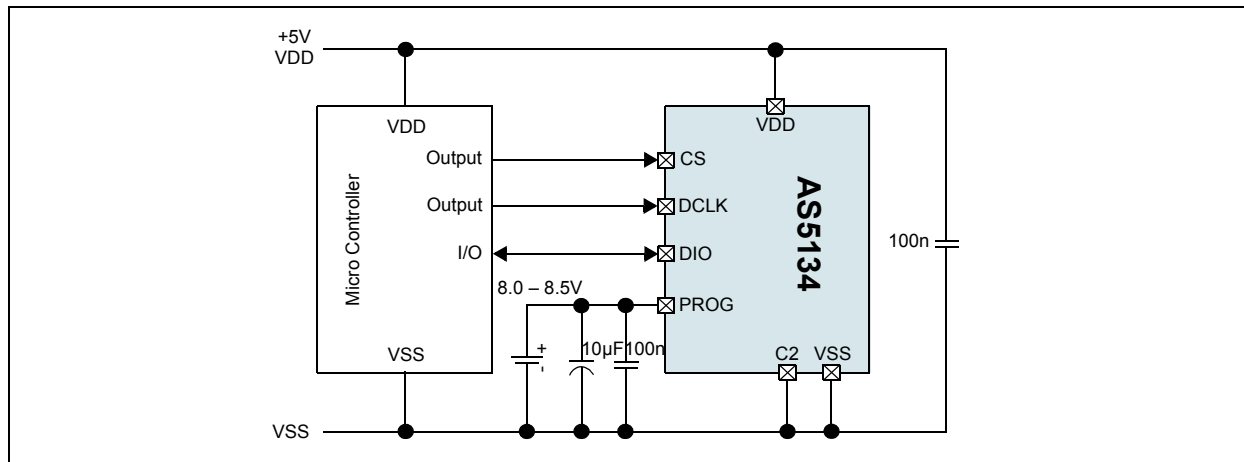 +5V
VDD
VDD
VDD
Output
CS
Output
DCLK
I/O
DIO
Micro Controller
AS5134
100n
8.0 – 8.5V
PROG
+
-
10µF
100n
VSS
C2
VSS
VSS